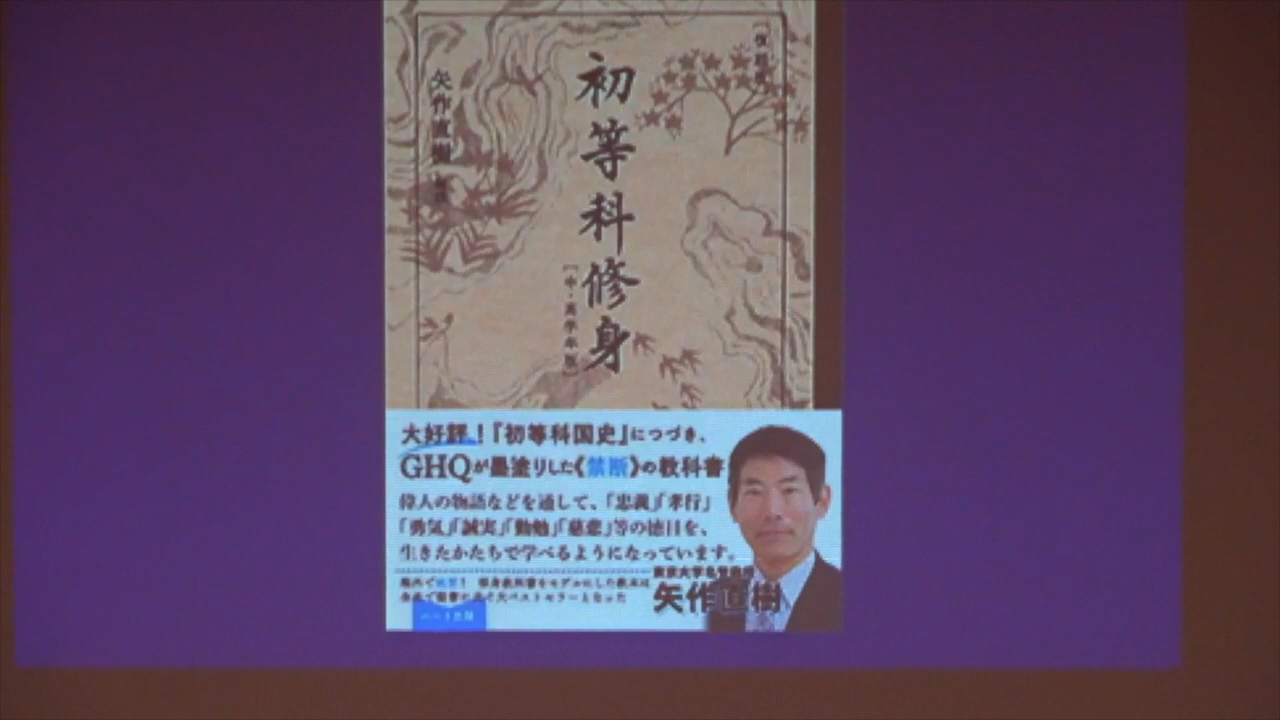 初等科修身
[中・高学年版]
矢作直樹
大好評！『初等科国史』につづき、
GHQが墨塗りした《禁断》の教科書
偉人の物語などを通して、「忠義」「孝行」
「勇気」「誠実」「勤勉」「慈悲」等の徳目を、
生きたかたちで学べるようになっています。
東京大学名誉教授
矢作直樹
ハート出版